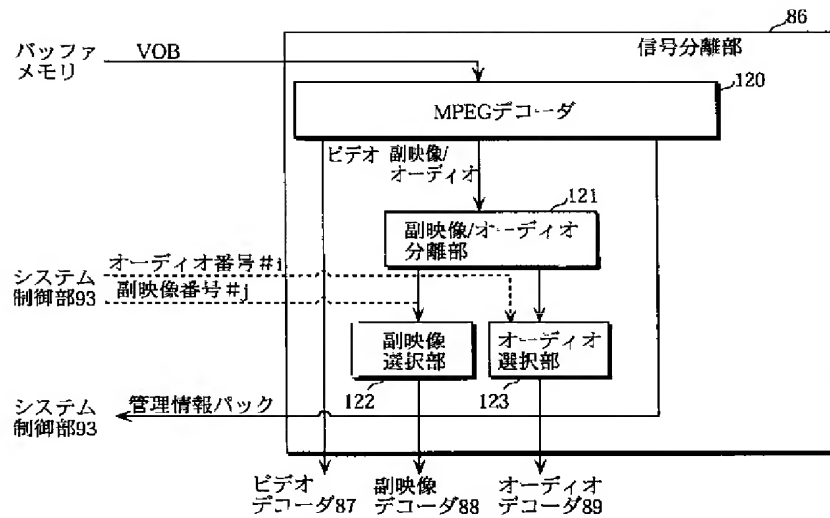 86
信号分離部
バッファ
メモリ
VOB
120
MPEGデコーダ
ビデオ
副映像/
オーディオ
121
副映像/オーディオ
分離部
オーディオ番号#i
システム
制御部93
副映像番号#j
副映像
選択部
オーディオ
選択部
122
123
システム
制御部93
管理情報パック
ビデオ
デコーダ87
副映像
デコーダ88
オーディオ
デコーダ89